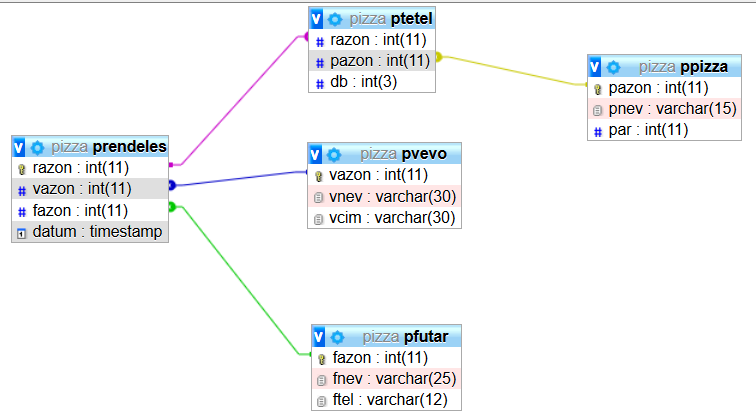 V pizza ptetel
# razon : int(11)
# pazon : int(11)
# db : int(3)
V pizza ppizza
pazon : int(11)
pnev : varchar(15)
# par : int(11)
V pizza prendeles
razon : int(11)
# vazon : int(11)
# fazon : int(11)
datum : timestamp
V pizza pvevo
vazon : int(11)
vnev : varchar(30)
vcim : varchar(30)
V pizza pfutar
fazon : int(11)
fnev : varchar(25)
ftel : varchar(12)